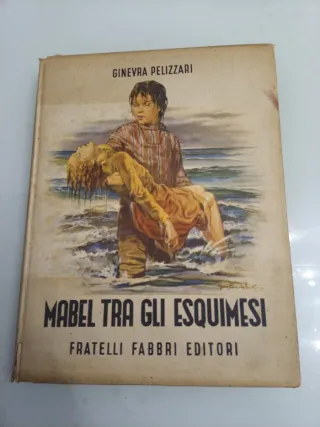 GINEVRA PELIZZARI
MABEL TRA GLI ESQUIMESI
FRATELLI FABBRI EDITORI